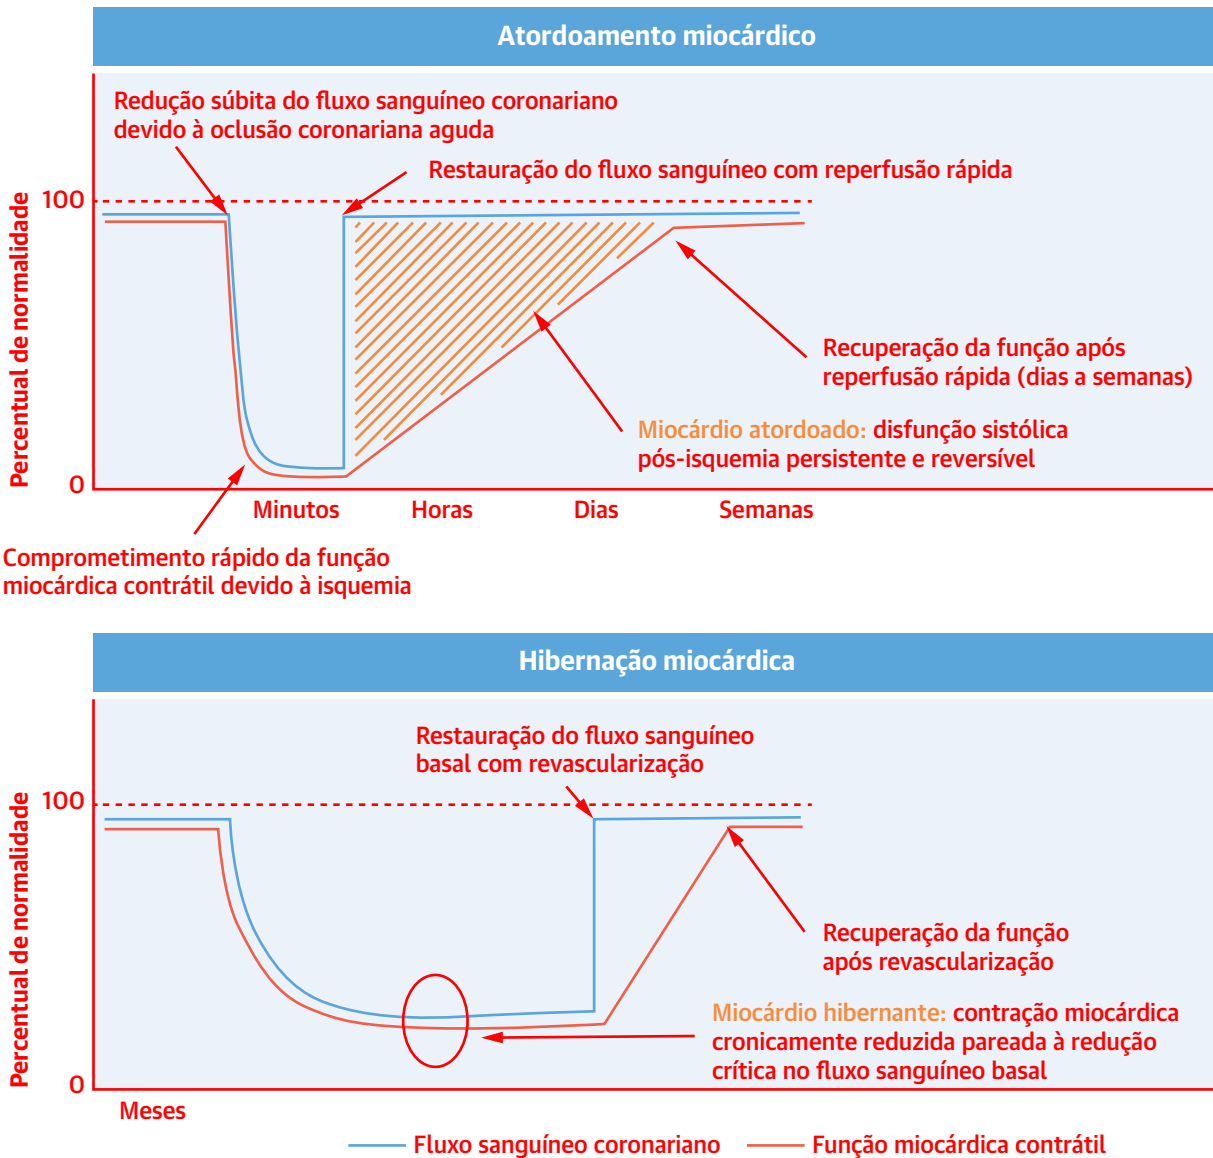 Atordoamento miocárdico
Redução súbita do fluxo sanguíneo coronariano
devido à oclusão coronariana aguda
Restauração do fluxo sanguíneo com reperfusão rápida
Percentual de normalidade
100
0
Recuperação da função após
reperfusão rápida (dias a semanas)
Miocárdio atordoado: disfunção sistólica
pós-isquemia persistente e reversível
Minutos
Horas
Dias
Semanas
Comprometimento rápido da função
miocárdica contrátil devido à isquemia
Hibernação miocárdica
Restauração do fluxo sanguíneo
basal com revascularização
Percentual de normalidade
100
0
Recuperação da função
após revascularização
Miocárdio hibernante: contração miocárdica
cronicamente reduzida pareada à redução
crítica no fluxo sanguíneo basal
Meses
Fluxo sanguíneo coronariano
Função miocárdica contrátil